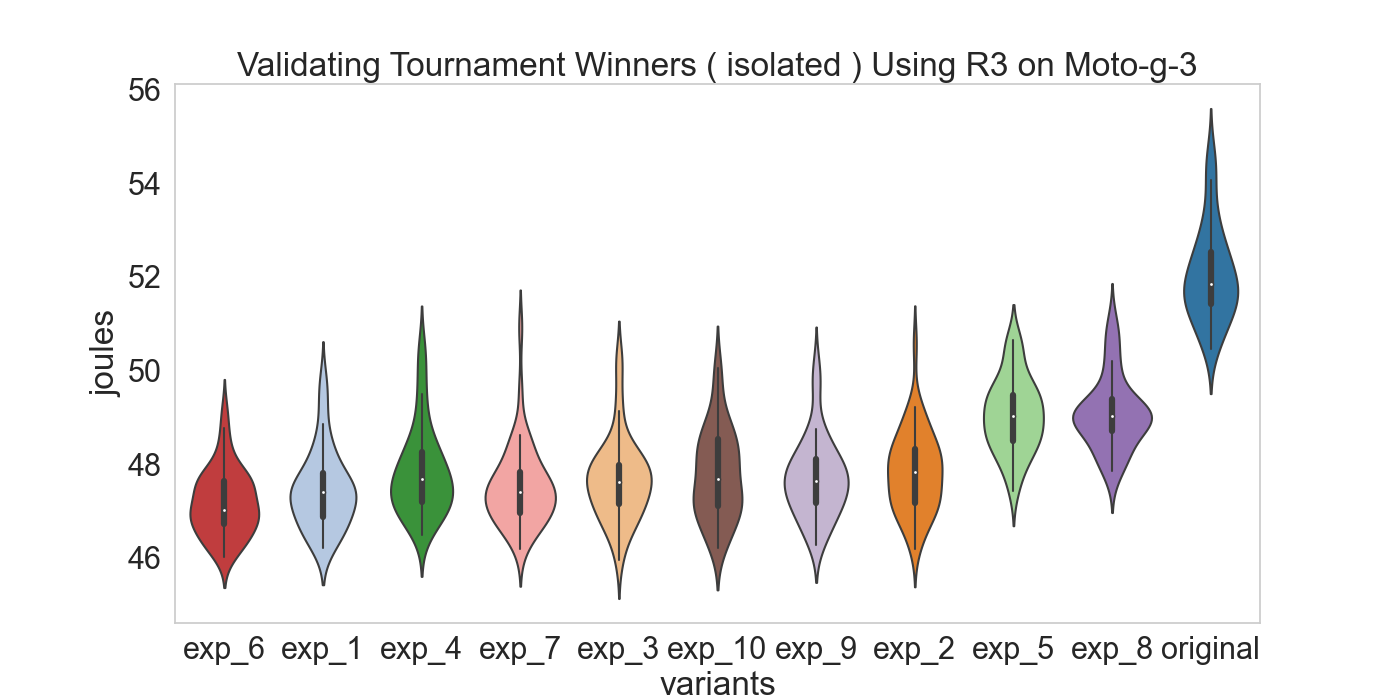 Validating Tournament Winners ( isolated ) Using R3 on Moto-g-3
56
54
52
50
48
46
joules
exp_6 exp_1 exp_4 exp_7 exp_3 exp_10 exp_9 exp_2 exp_5 exp_8 original
variants